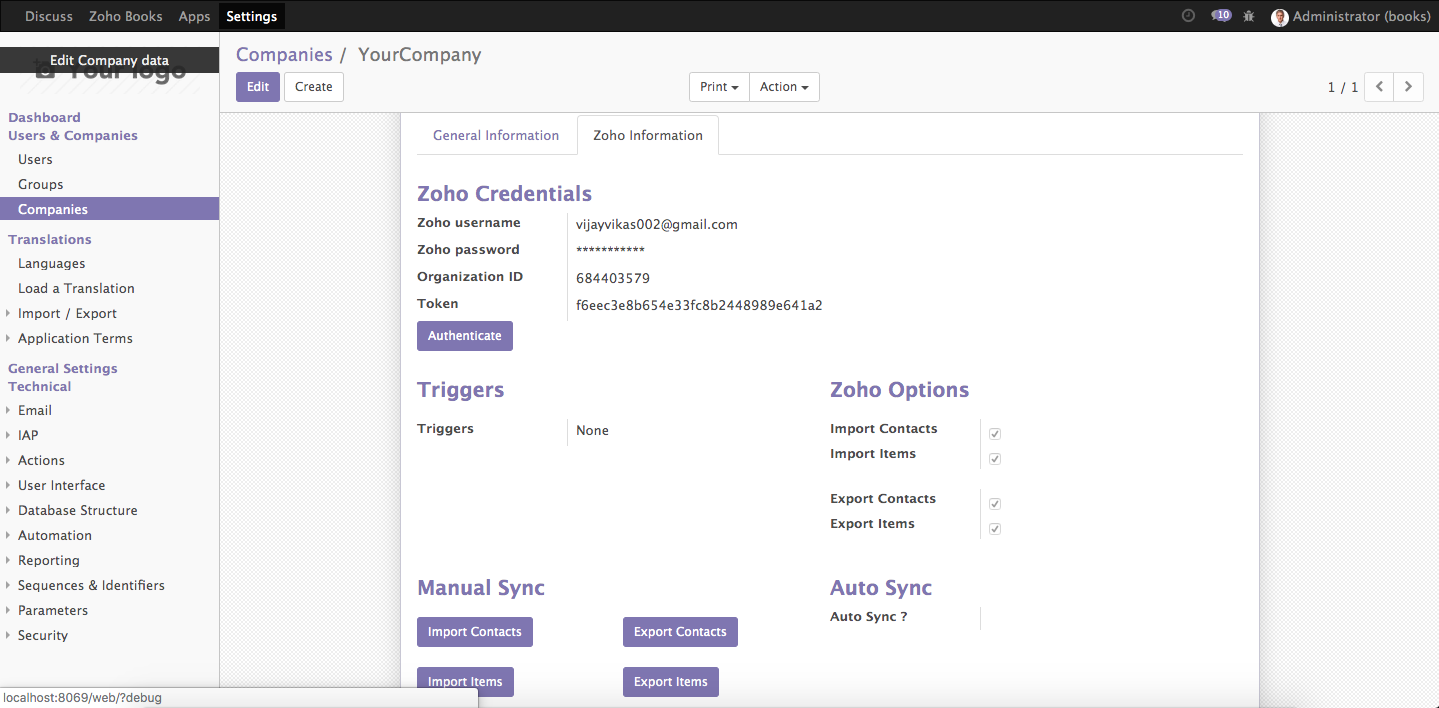 Discuss Zoho Books Apps Settings 10 Administrator (books)
Edit Company data
Your logo
Companies / YourCompany
Edit Create Print Action 1 / 1
Dashboard
Users & Companies
Users
Groups
Companies
Translations
Languages
Load a Translation
Import / Export
Application Terms
General Settings
Technical
Email
IAP
Actions
User Interface
Database Structure
Automation
Reporting
Sequences & Identifiers
Parameters
Security
localhost:8069/web/?debug
General Information Zoho Information
Zoho Credentials
Zoho username vijayvikas002@gmail.com
Zoho password ***********
Organization ID 684403579
Token f6eec3e8b654e33fc8b2448989e641a2
Authenticate
Triggers
Triggers None
Zoho Options
Import Contacts
Import Items
Export Contacts
Export Items
Manual Sync
Import Contacts Export Contacts
Import Items Export Items
Auto Sync
Auto Sync ?